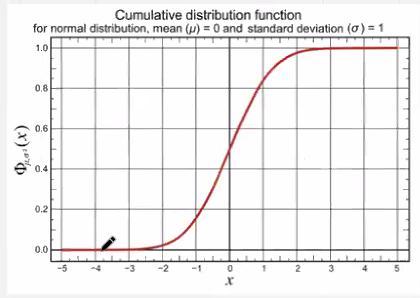 Cumulative distribution function
for normal distribution, mean (μ) = 0 and standard deviation (σ) = 1
1.0
0.8
0.6
0.4
0.2
0.0
Φμ,σ²(x)
-5 -4 -3 -2 -1 0 1 2 3 4 5
x